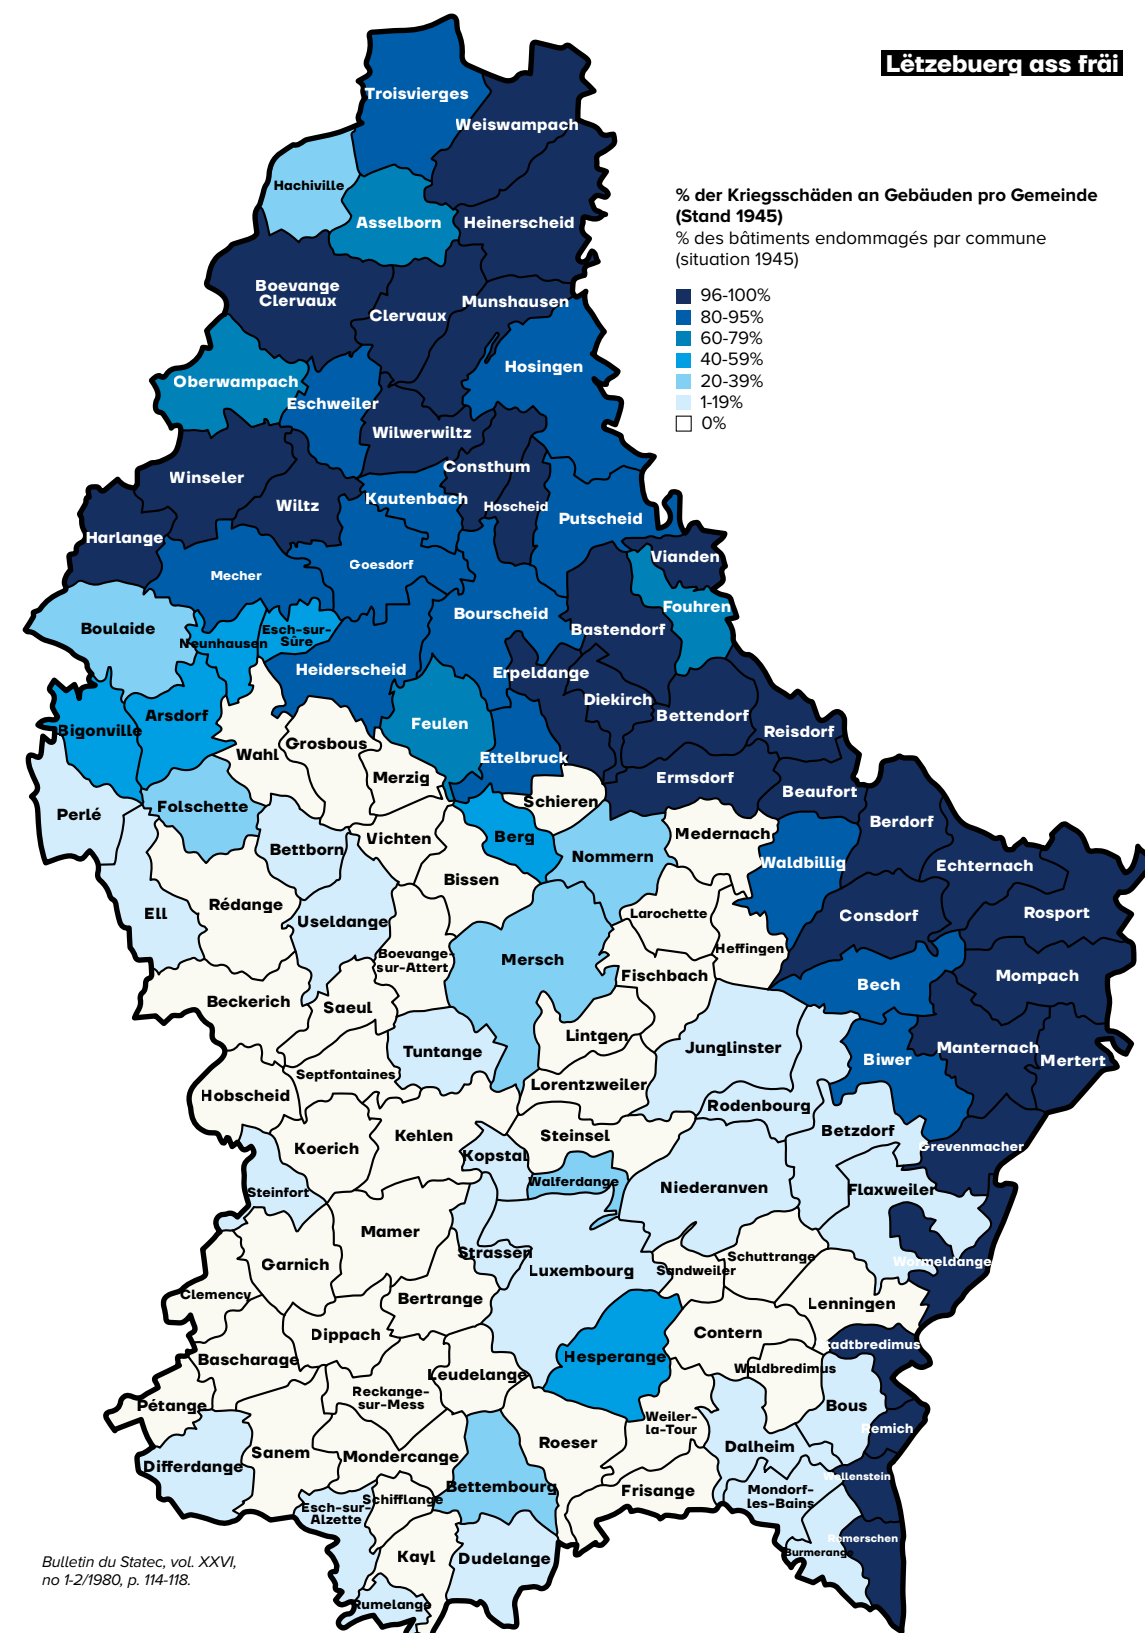 Lëtzebuerg ass fräi
% der Kriegsschäden an Gebäuden pro Gemeinde
(Stand 1945)
% des bâtiments endommagés par commune
(situation 1945)
96-100%
80-95%
60-79%
40-59%
20-39%
1-19%
0%
Troisvierges
Weiswampach
Hachiville
Asselborn
Heinerscheid
Boevange
Clervaux
Clervaux
Munshausen
Hosingen
Oberwampach
Eschweiler
Wilwerwiltz
Consthum
Winseler
Wiltz
Kautenbach
Hoscheid
Putscheid
Harlange
Mecher
Goesdorf
Vianden
Fouhren
Boulaide
Neunhausen
Esch-sur-
Sûre
Bourscheid
Bastendorf
Heiderscheid
Erpeldange
Diekirch
Bettendorf
Reisdorf
Bigonville
Arsdorf
Feulen
Wahl
Grosbous
Merzig
Ettelbruck
Ermsdorf
Beaufort
Schieren
Perlé
Folschette
Berdorf
Bettborn
Vichten
Berg
Nommern
Medernach
Waldbillig
Echternach
Bissen
Ell
Rédange
Useldange
Larochette
Consdorf
Rosport
Boevange-
sur-Attert
Mersch
Heffingen
Fischbach
Bech
Mompach
Beckerich
Saeul
Lintgen
Tuntange
Junglinster
Biwer
Manternach
Mertert
Septfontaines
Hobscheid
Lorentzweiler
Rodenbourg
Koerich
Kehlen
Steinsel
Betzdorf
Grevenmacher
Kopstal
Steinfort
Walferdange
Niederanven
Flaxweiler
Mamer
Strassen
Luxembourg
Garnich
Sandweiler
Schuttrange
Wormeldange
Clemency
Bertrange
Lenningen
Dippach
Contern
Stadtbredimus
Bascharage
Hesperange
Leudelange
Waldbredimus
Reckange-
sur-Mess
Pétange
Bous
Weiler-
la-Tour
Remich
Sanem
Mondercange
Roeser
Dalheim
Differdange
Wellenstein
Bettembourg
Frisange
Mondorf-
les-Bains
Esch-sur-
Alzette
Schifflange
Remerschen
Burmerange
Kayl
Dudelange
Rumelange
Bulletin du Statec, vol. XXVI,
no 1-2/1980, p. 114-118.